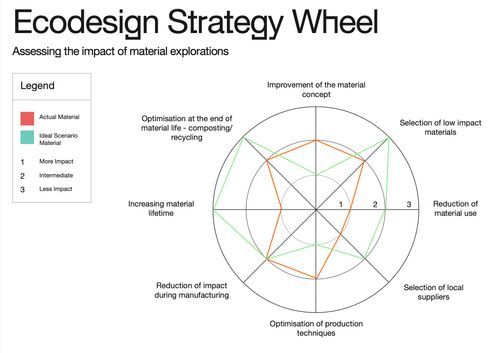 Ecodesign Strategy Wheel
Assessing the impact of material explorations
Legend
Actual Material
Ideal Scenario
Material
1 More Impact
2 Intermediate
3 Less Impact
Improvement of the material
concept
Optimisation at the end of
material life - composting/
recycling
Selection of low impact
materials
Increasing material
lifetime
1 2 3
Reduction of
material use
Reduction of impact
during manufacturing
Selection of local
suppliers
Optimisation of production
techniques